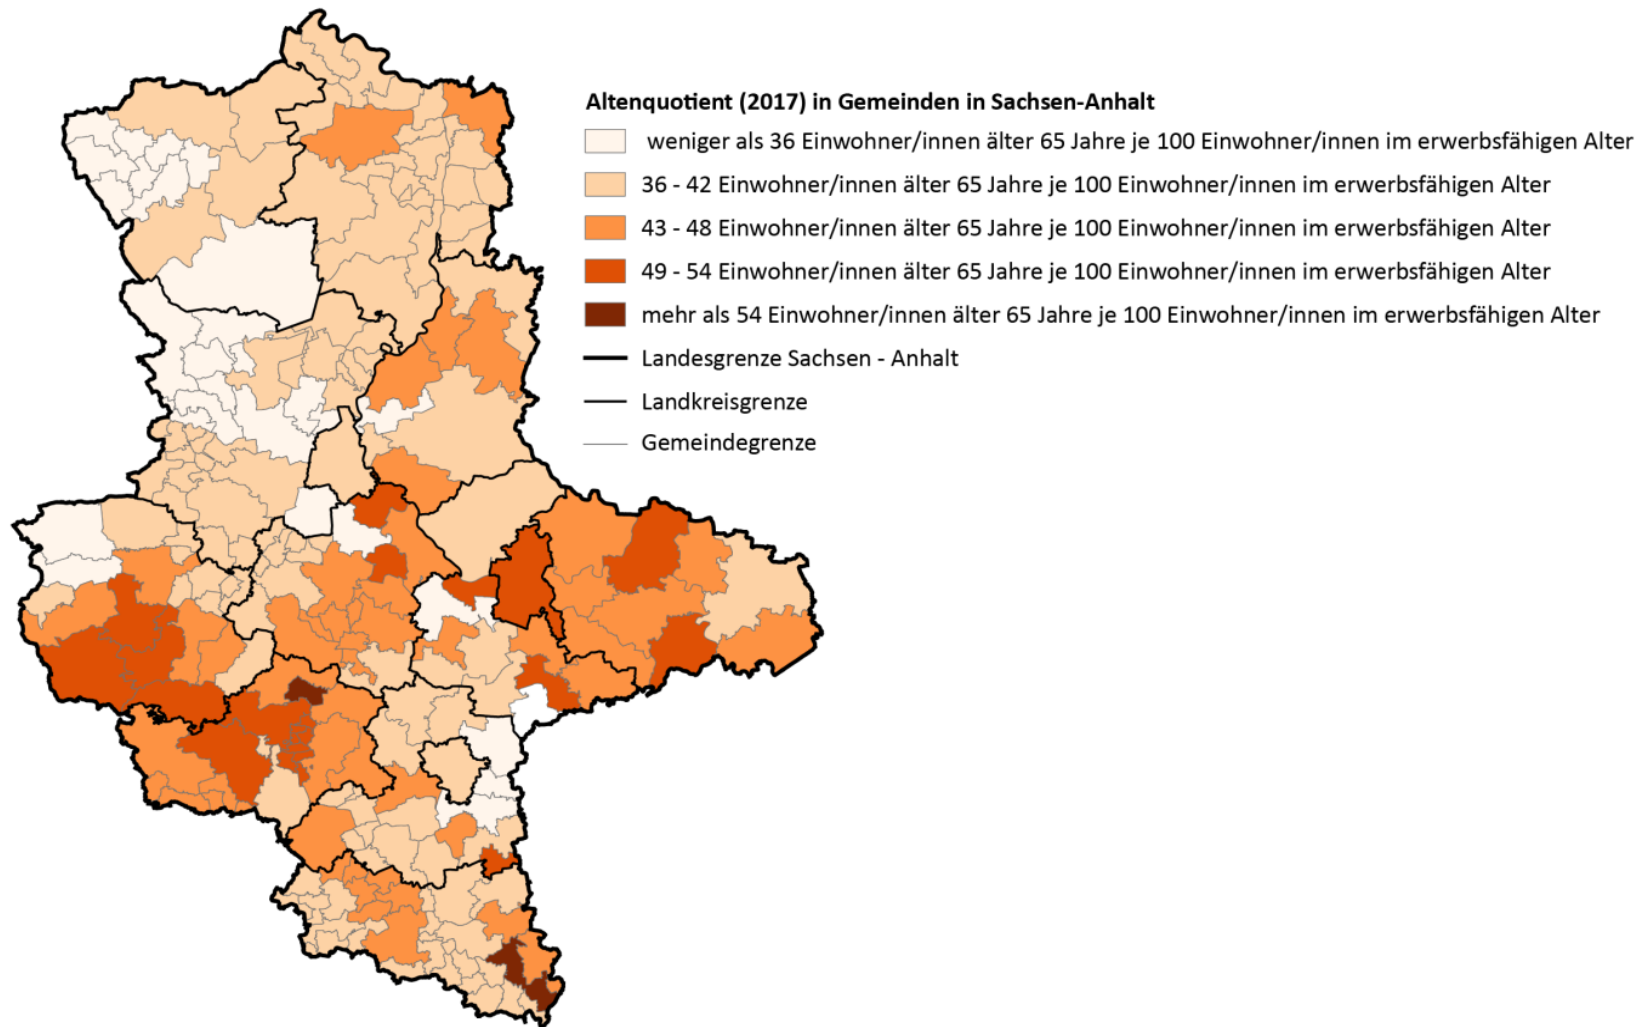 Altenquotient (2017) in Gemeinden in Sachsen-Anhalt
weniger als 36 Einwohner/innen älter 65 Jahre je 100 Einwohner/innen im erwerbsfähigen Alter
36 - 42 Einwohner/innen älter 65 Jahre je 100 Einwohner/innen im erwerbsfähigen Alter
43 - 48 Einwohner/innen älter 65 Jahre je 100 Einwohner/innen im erwerbsfähigen Alter
49 - 54 Einwohner/innen älter 65 Jahre je 100 Einwohner/innen im erwerbsfähigen Alter
mehr als 54 Einwohner/innen älter 65 Jahre je 100 Einwohner/innen im erwerbsfähigen Alter
Landesgrenze Sachsen - Anhalt
Landkreisgrenze
Gemeindegrenze